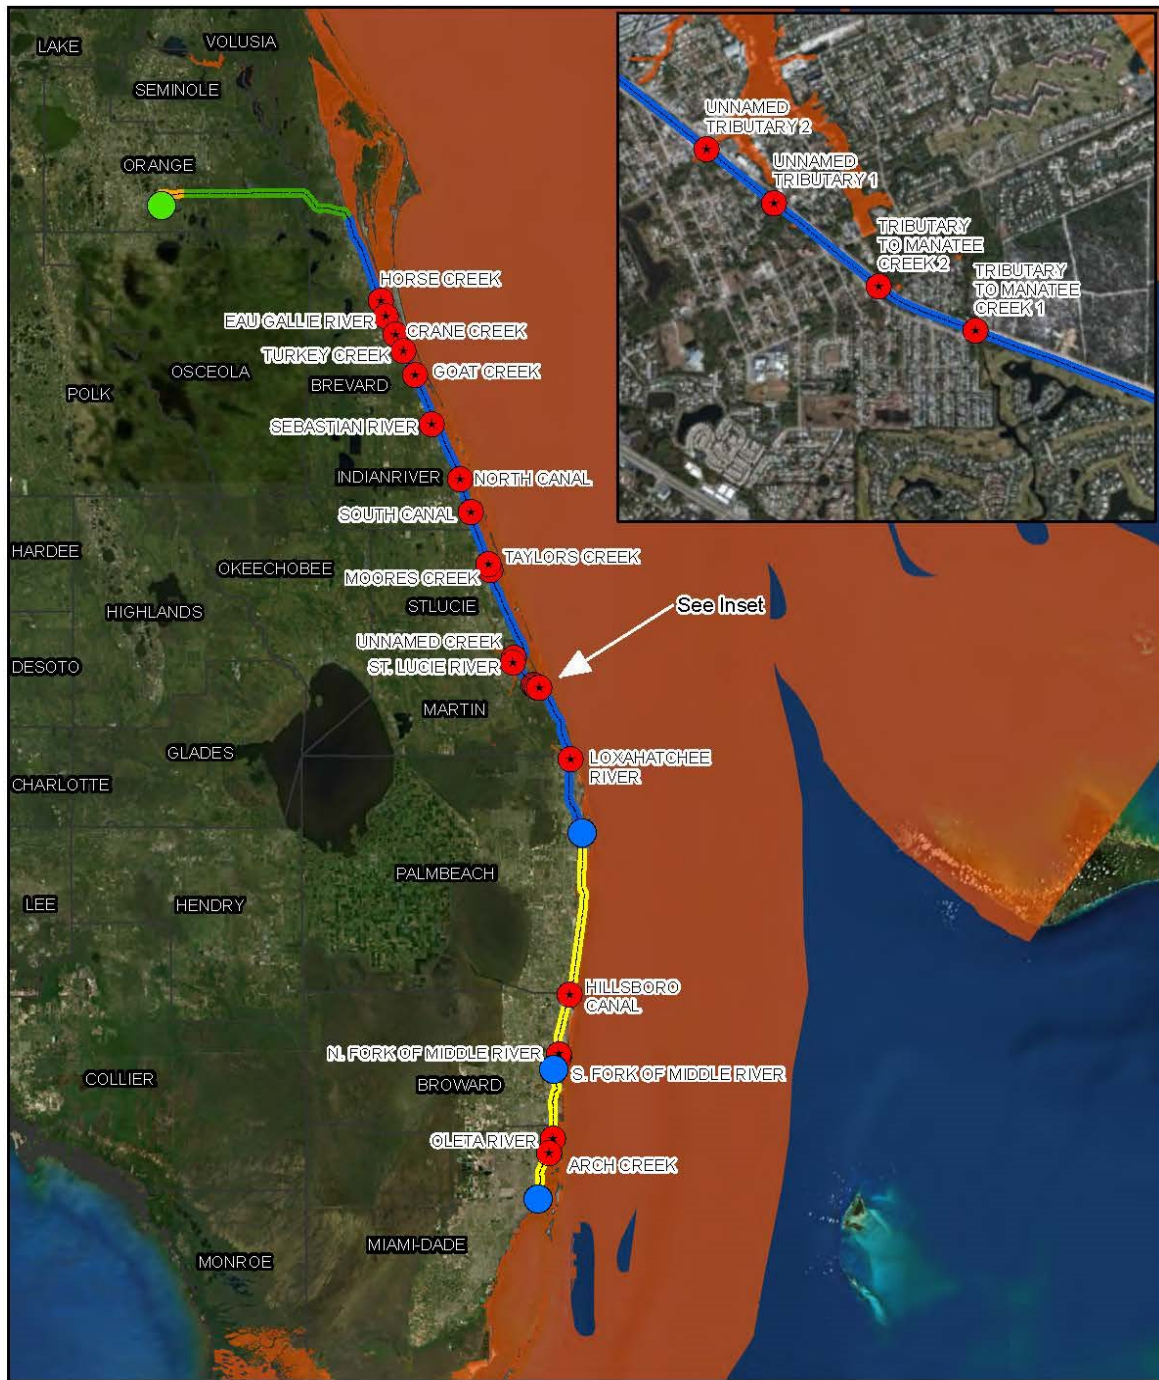 LAKE
VOLUSIA
SEMINOLE
ORANGE
UNNAMED
TRIBUTARY 2
UNNAMED
TRIBUTARY 1
TRIBUTARY
TO MANATEE
CREEK 2
TRIBUTARY
TO MANATEE
CREEK 1
HORSE CREEK
EAU GALLIE RIVER
CRANE CREEK
TURKEY CREEK
OSCEOLA
GOAT CREEK
BREVARD
POLK
SEBASTIAN RIVER
INDIANRIVER
NORTH CANAL
SOUTH CANAL
HARDEE
TAYLORS CREEK
OKEECHOBEE
MOORES CREEK
HIGHLANDS
STLUCIE
See Inset
UNNAMED CREEK
DESOTO
ST. LUCIE RIVER
MARTIN
GLADES
LOXAHATCHEE
RIVER
CHARLOTTE
PALMBEACH
LEE
HENDRY
HILLSBORO
CANAL
N. FORK OF MIDDLE RIVER
S. FORK OF MIDDLE RIVER
COLLIER
BROWARD
OLETA RIVER
ARCH CREEK
MIAMI-DADE
MONROE